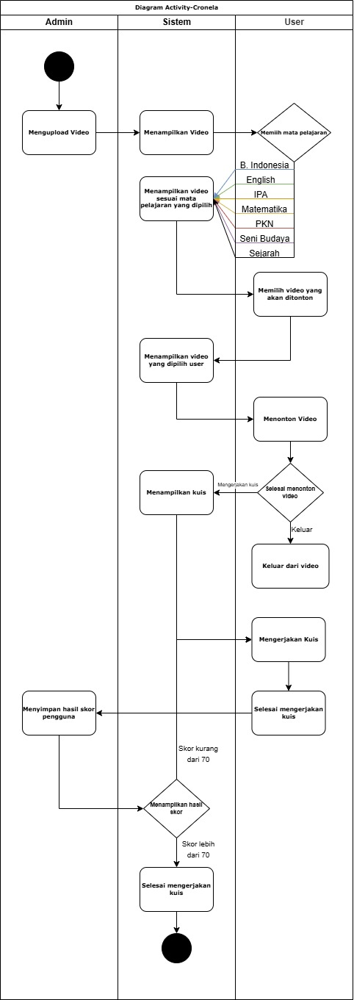 Diagram Activity-Cronela
Admin
Sistem
User
Mengupload Video
Menampilkan Video
Memilih mata pelajaran
B. Indonesia
English
IPA
Matematika
PKN
Seni Budaya
Sejarah
Menampilkan video
sesuai mata
pelajaran yang dipilih
Memilih video yang
akan ditonton
Menampilkan video
yang dipilih user
Menonton Video
Selesai menonton
video
Mengerjakan kuis
Menampilkan kuis
Keluar
Keluar dari video
Mengerjakan Kuis
Selesai mengerjakan
kuis
Menyimpan hasil skor
pengguna
Skor kurang
dari 70
Menampilkan hasil
skor
Skor lebih
dari 70
Selesai mengerjakan
kuis